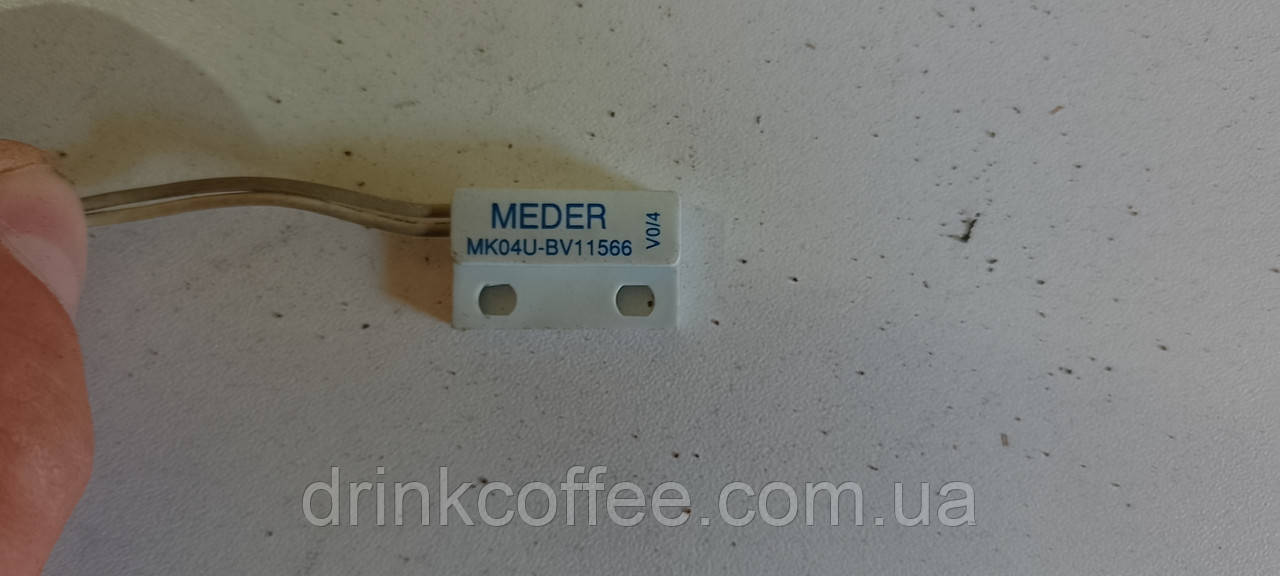 MEDER
MK04U-BV11566
V0/4
drinkcoffee.com.ua